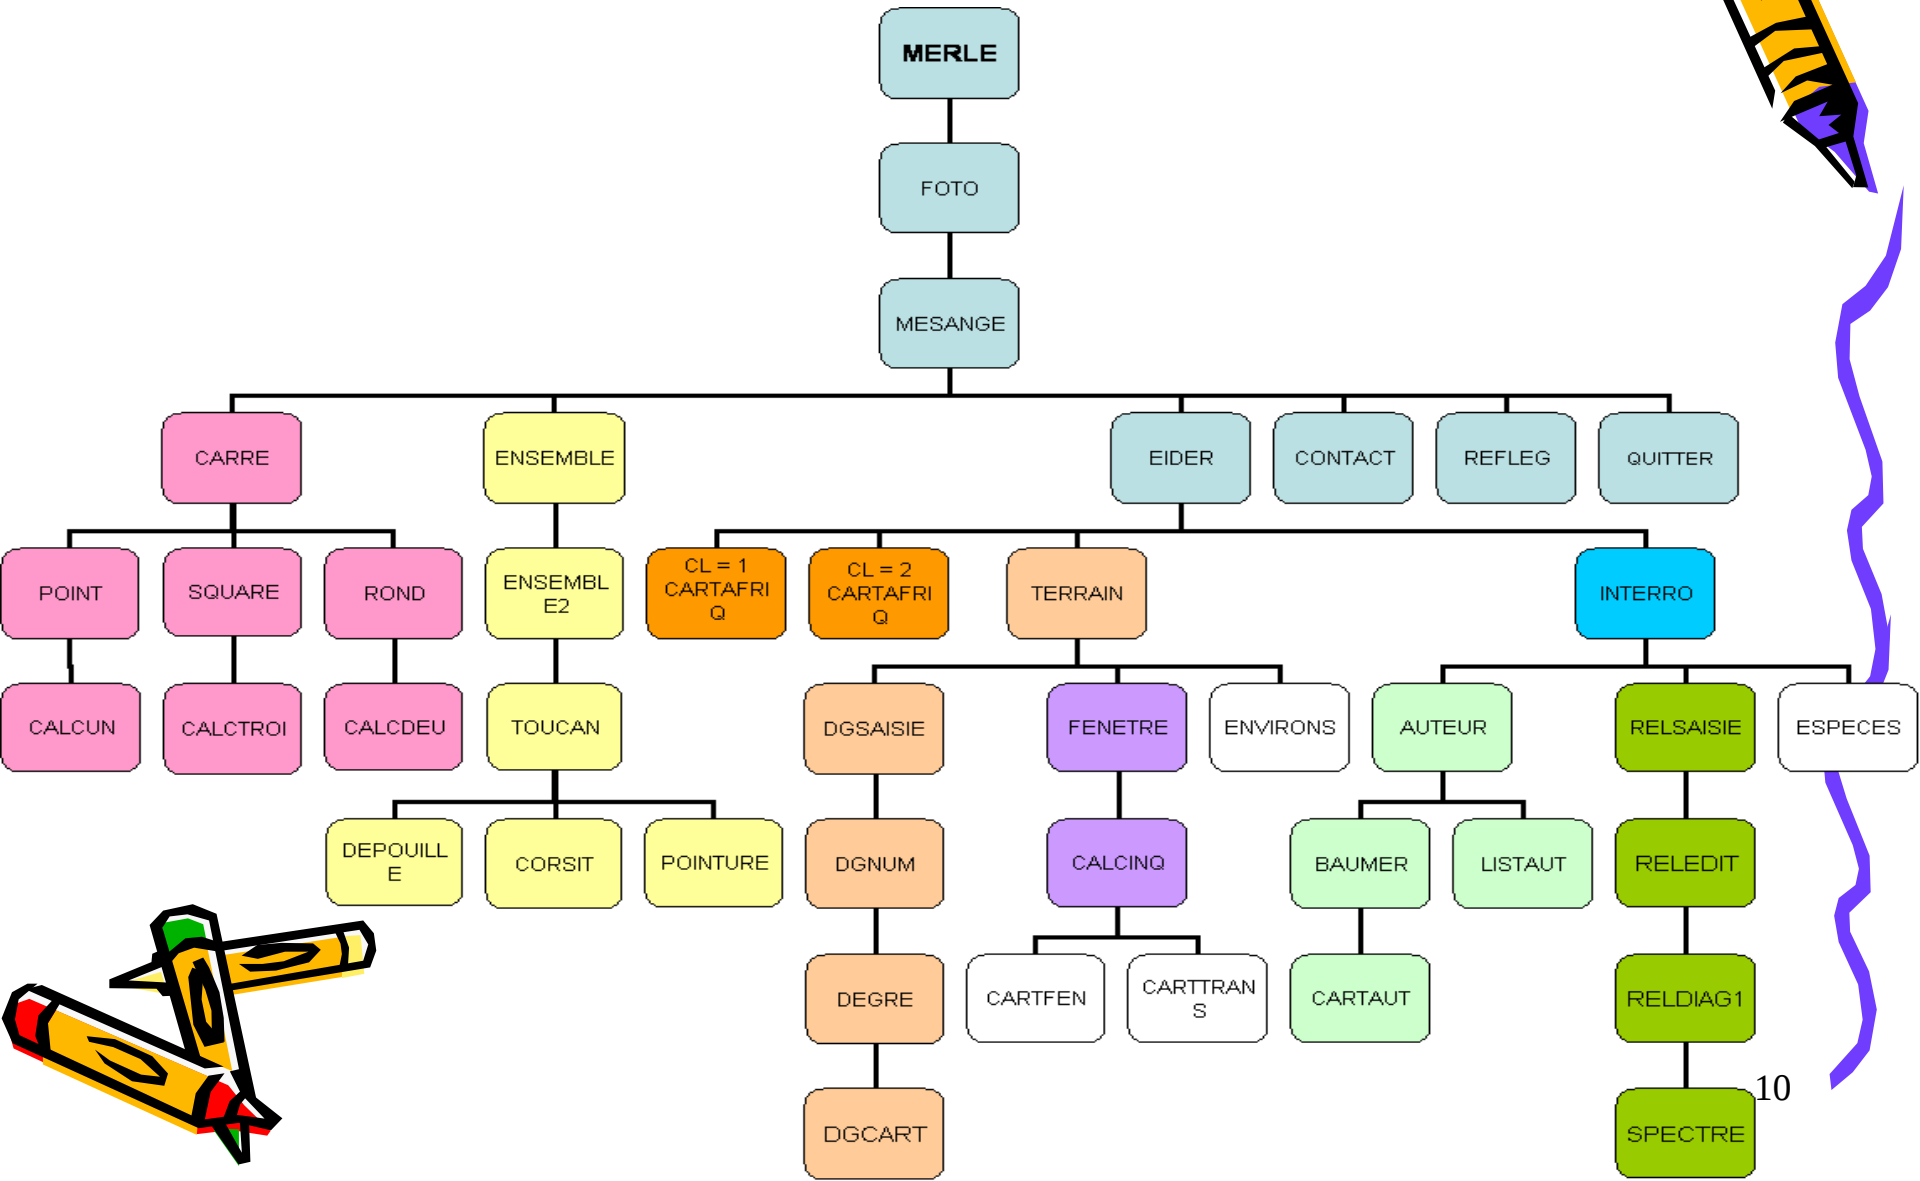 MERLE
FOTO
MESANGE
CARRE
ENSEMBLE
EIDER
CONTACT
REFLEG
QUITTER
POINT
SQUARE
ROND
ENSEMBL
E2
CL = 1
CARTAFRI
Q
CL = 2
CARTAFRI
Q
TERRAIN
INTERRO
CALCUN
CALCTROI
CALCDEU
TOUCAN
DGSAISIE
FENETRE
ENVIRONS
AUTEUR
RELSAISIE
ESPECES
DEPOUILL
E
CORSIT
POINTURE
DGNUM
CALCINQ
BAUMER
LISTAUT
RELEDIT
DEGRE
CARTFEN
CARTTRAN
S
CARTAUT
RELDIAG1
10
DGCART
SPECTRE